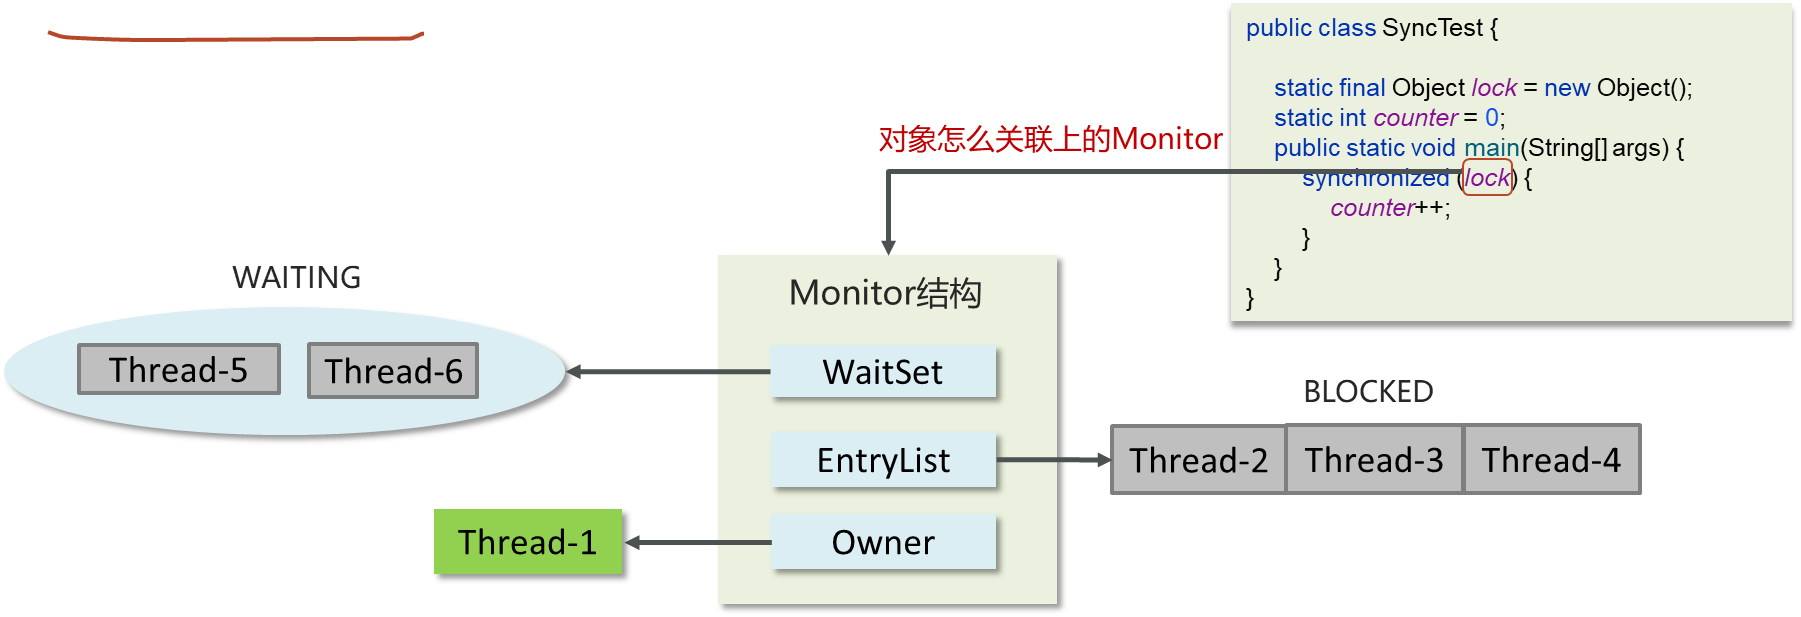 public class SyncTest {
static final Object lock = new Object();
static int counter = 0;
public static void main(String[] args) {
synchronized (lock) {
counter++;
}
}
}
对象怎么关联上的Monitor
WAITING
Thread-5
Thread-6
Monitor结构
WaitSet
EntryList
Owner
BLOCKED
Thread-2
Thread-3
Thread-4
Thread-1